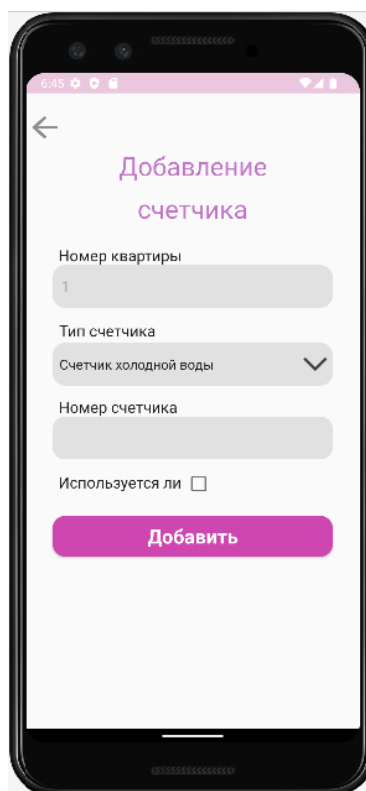 6:45
Добавление
счетчика
Номер квартиры
1
Тип счетчика
Счетчик холодной воды
Номер счетчика
Используется ли
Добавить